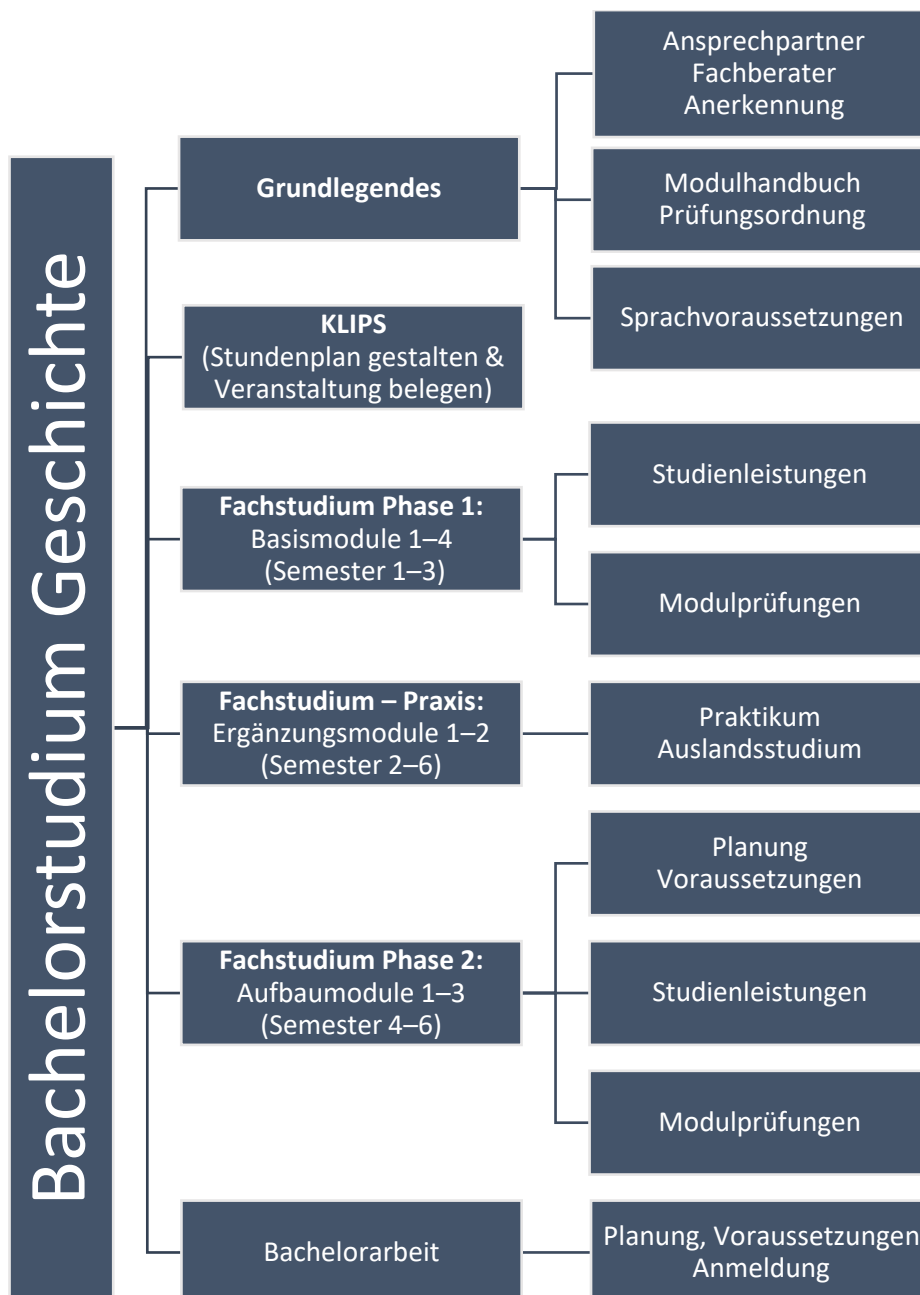 Bachelorstudium Geschichte
Grundlegendes
Ansprechpartner
Fachberater
Anerkennung
Modulhandbuch
Prüfungsordnung
Sprachvoraussetzungen
KLIPS
(Stundenplan gestalten &
Veranstaltung belegen)
Fachstudium Phase 1:
Basismodule 1–4
(Semester 1–3)
Studienleistungen
Modulprüfungen
Fachstudium – Praxis:
Ergänzungsmodule 1–2
(Semester 2–6)
Praktikum
Auslandsstudium
Fachstudium Phase 2:
Aufbaumodule 1–3
(Semester 4–6)
Planung
Voraussetzungen
Studienleistungen
Modulprüfungen
Bachelorarbeit
Planung, Voraussetzungen
Anmeldung